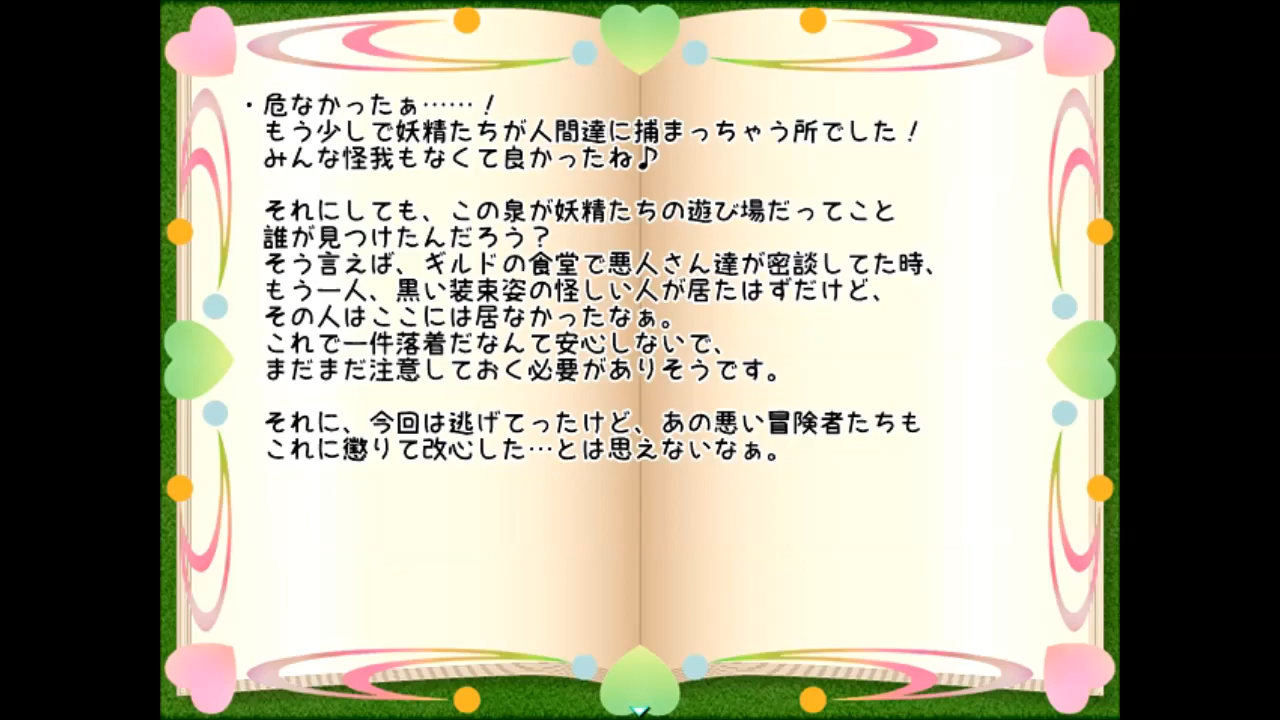 ・危なかったぁ……！
もう少しで妖精たちが人間達に捕まっちゃう所でした！
みんな怪我もなくて良かったね♪
それにしても、この泉が妖精たちの遊び場だってこと
誰が見つけたんだろう？
そう言えば、ギルドの食堂で悪人さん達が密談してた時、
もう一人、黒い装束姿の怪しい人が居たはずだけど、
その人はここには居なかったなぁ。
これで一件落着だなんて安心しないで、
まだまだ注意しておく必要がありそうです。
それに、今回は逃げてったけど、あの悪い冒険者たちも
これに懲りて改心した…とは思えないなぁ。